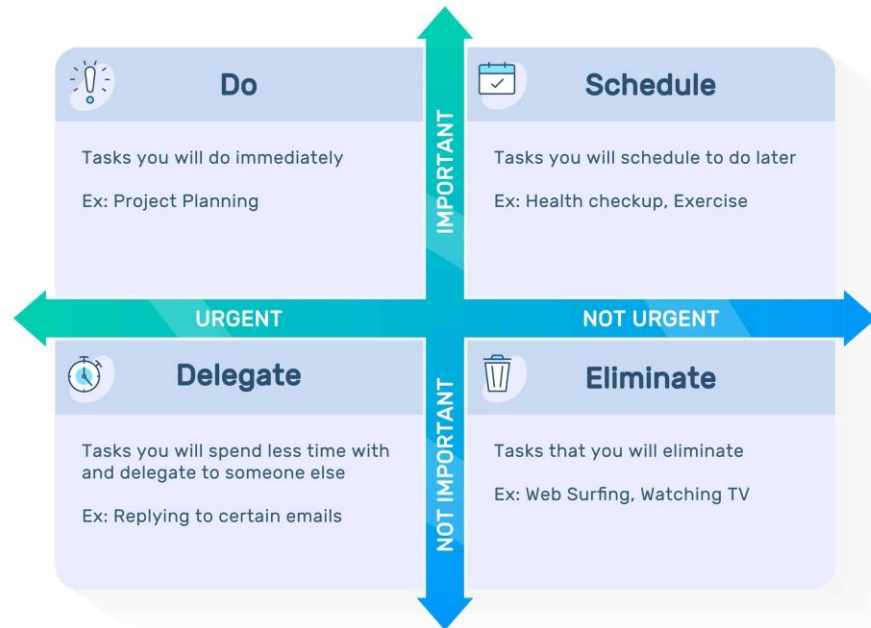 Do
Tasks you will do immediately
Ex: Project Planning
IMPORTANT
Schedule
Tasks you will schedule to do later
Ex: Health checkup, Exercise
URGENT
NOT URGENT
Delegate
Tasks you will spend less time with
and delegate to someone else
Ex: Replying to certain emails
NOT IMPORTANT
Eliminate
Tasks that you will eliminate
Ex: Web Surfing, Watching TV